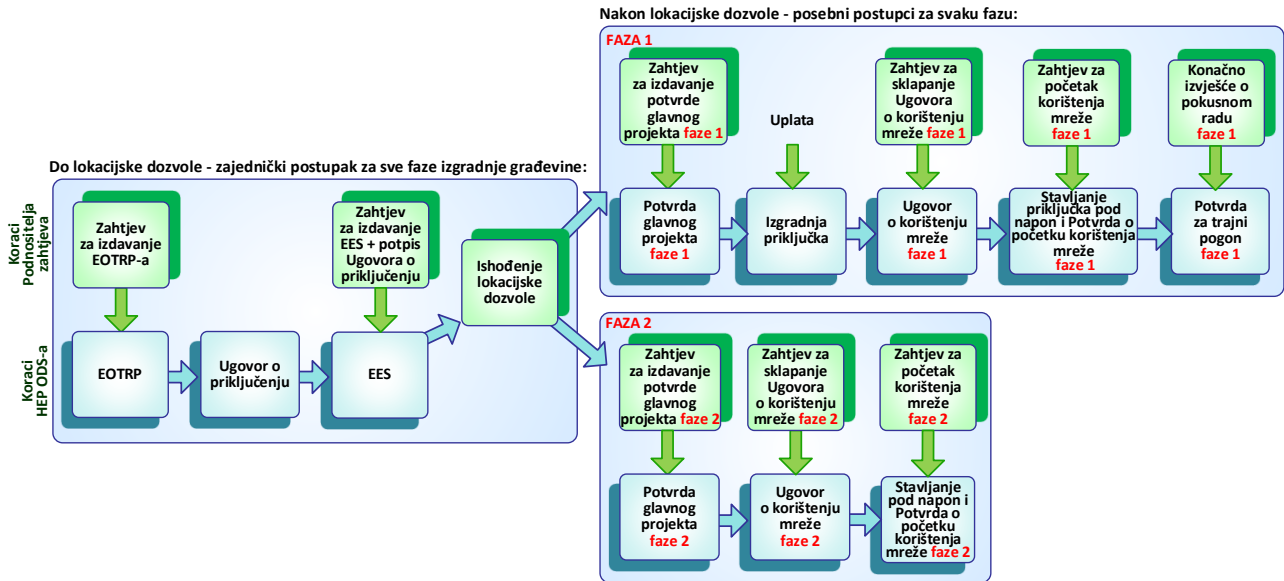 Nakon lokacijske dozvole - posebni postupci za svaku fazu:
FAZA 1
Zahtjev
za izdavanje
potvrde
glavnog
projekta faze 1
Uplata
Zahtjev za
sklapanje
Ugovora
o korištenju
mreže faze 1
Zahtjev za
početak
korištenja
mreže
faze 1
Konačno
izvješće o
pokusnom
radu
faze 1
Potvrda
glavnog
projekta
faze 1
Izgradnja
priključka
Ugovor
o korištenju
mreže
faze 1
Stavljanje
priključka pod
napon i Potvrda o
početku korištenja
mreže
faze 1
Potvrda
za trajni
pogon
faze 1
Do lokacijske dozvole - zajednički postupak za sve faze izgradnje građevine:
Koraci
Podnositelja
zahtjeva
Zahtjev
za izdavanje
EOTRP-a
Zahtjev
za izdavanje
EES + potpis
Ugovora o
priključenju
Ishođenje
lokacijske
dozvole
Koraci
HEP ODS-a
EOTRP
Ugovor o
priključenju
EES
FAZA 2
Zahtjev
za izdavanje
potvrde
glavnog
projekta faze 2
Zahtjev za
sklapanje
Ugovora
o korištenju
mreže faze 2
Zahtjev za
početak
korištenja
mreže
faze 2
Potvrda
glavnog
projekta
faze 2
Ugovor
o korištenju
mreže
faze 2
Stavljanje
pod napon i
Potvrda o
početku
korištenja
mreže faze 2